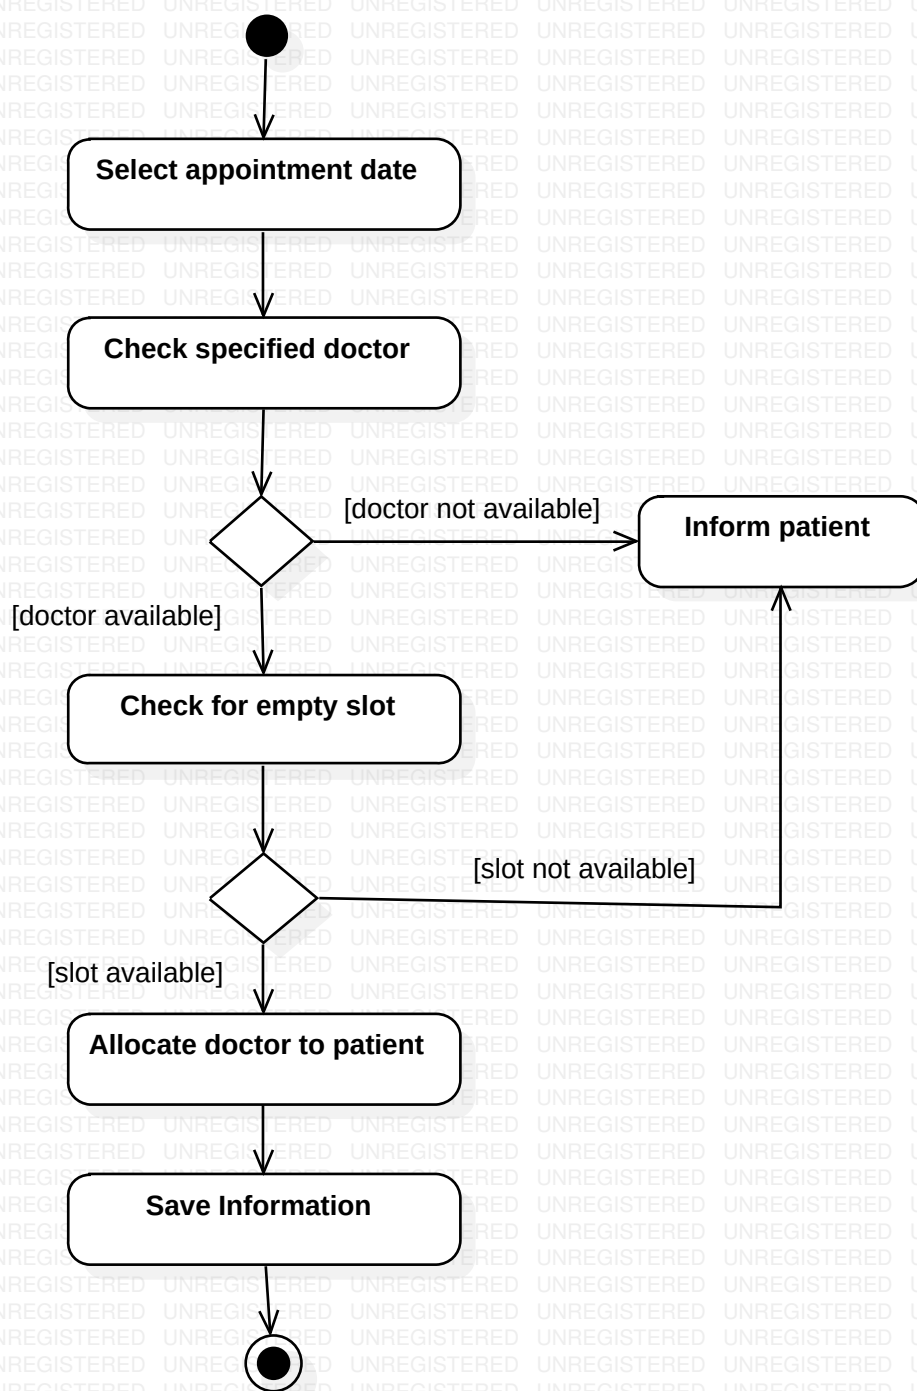 Select appointment date
Check specified doctor
[doctor not available]
Inform patient
[doctor available]
Check for empty slot
[slot not available]
[slot available]
Allocate doctor to patient
Save Information
UNREGISTERED